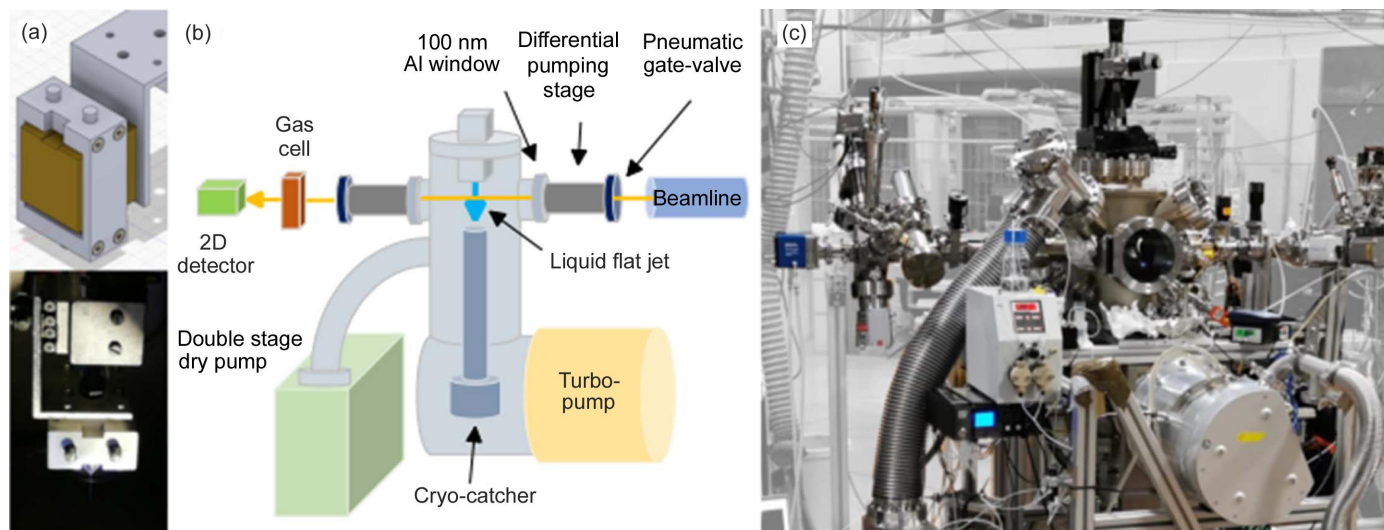 (a)
(b)
100 nm
Al window
Differential
pumping
stage
Pneumatic
gate-valve
Gas
cell
Beamline
2D
detector
Liquid flat jet
Double stage
dry pump
Turbo-
pump
Cryo-catcher
(c)